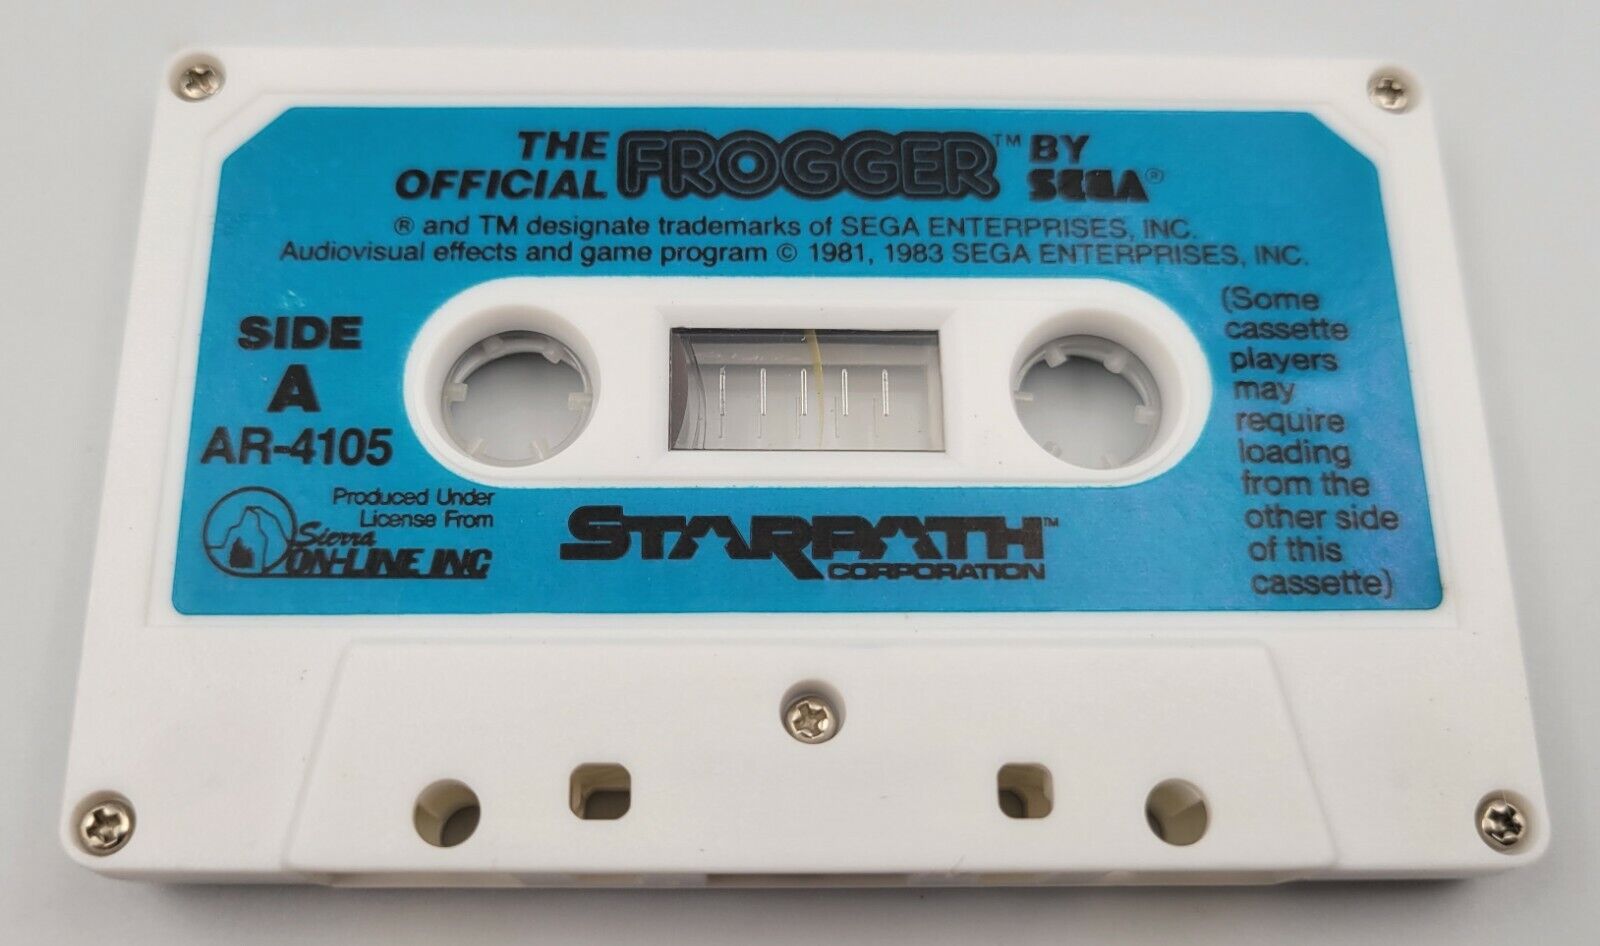 THE OFFICIAL FROGGER™ BY SEGA®
® and TM designate trademarks of SEGA ENTERPRISES, INC.
Audiovisual effects and game program © 1981, 1983 SEGA ENTERPRISES, INC.
SIDE
A
AR-4105
Produced Under
License From
Sierra
ON-LINE INC
STARPATH™
CORPORATION
(Some
cassette
players
may
require
loading
from the
other side
of this
cassette)